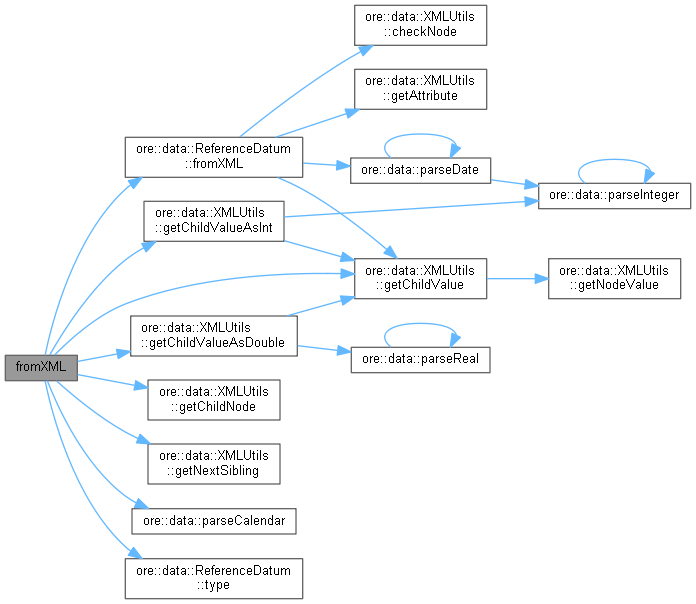 ore::data::XMLUtils
::checkNode
ore::data::XMLUtils
::getAttribute
ore::data::ReferenceDatum
::fromXML
ore::data::parseDate
ore::data::parseInteger
ore::data::XMLUtils
::getChildValueAsInt
ore::data::XMLUtils
::getChildValue
ore::data::XMLUtils
::getNodeValue
ore::data::XMLUtils
::getChildValueAsDouble
ore::data::parseReal
fromXML
ore::data::XMLUtils
::getChildNode
ore::data::XMLUtils
::getNextSibling
ore::data::parseCalendar
ore::data::ReferenceDatum
::type